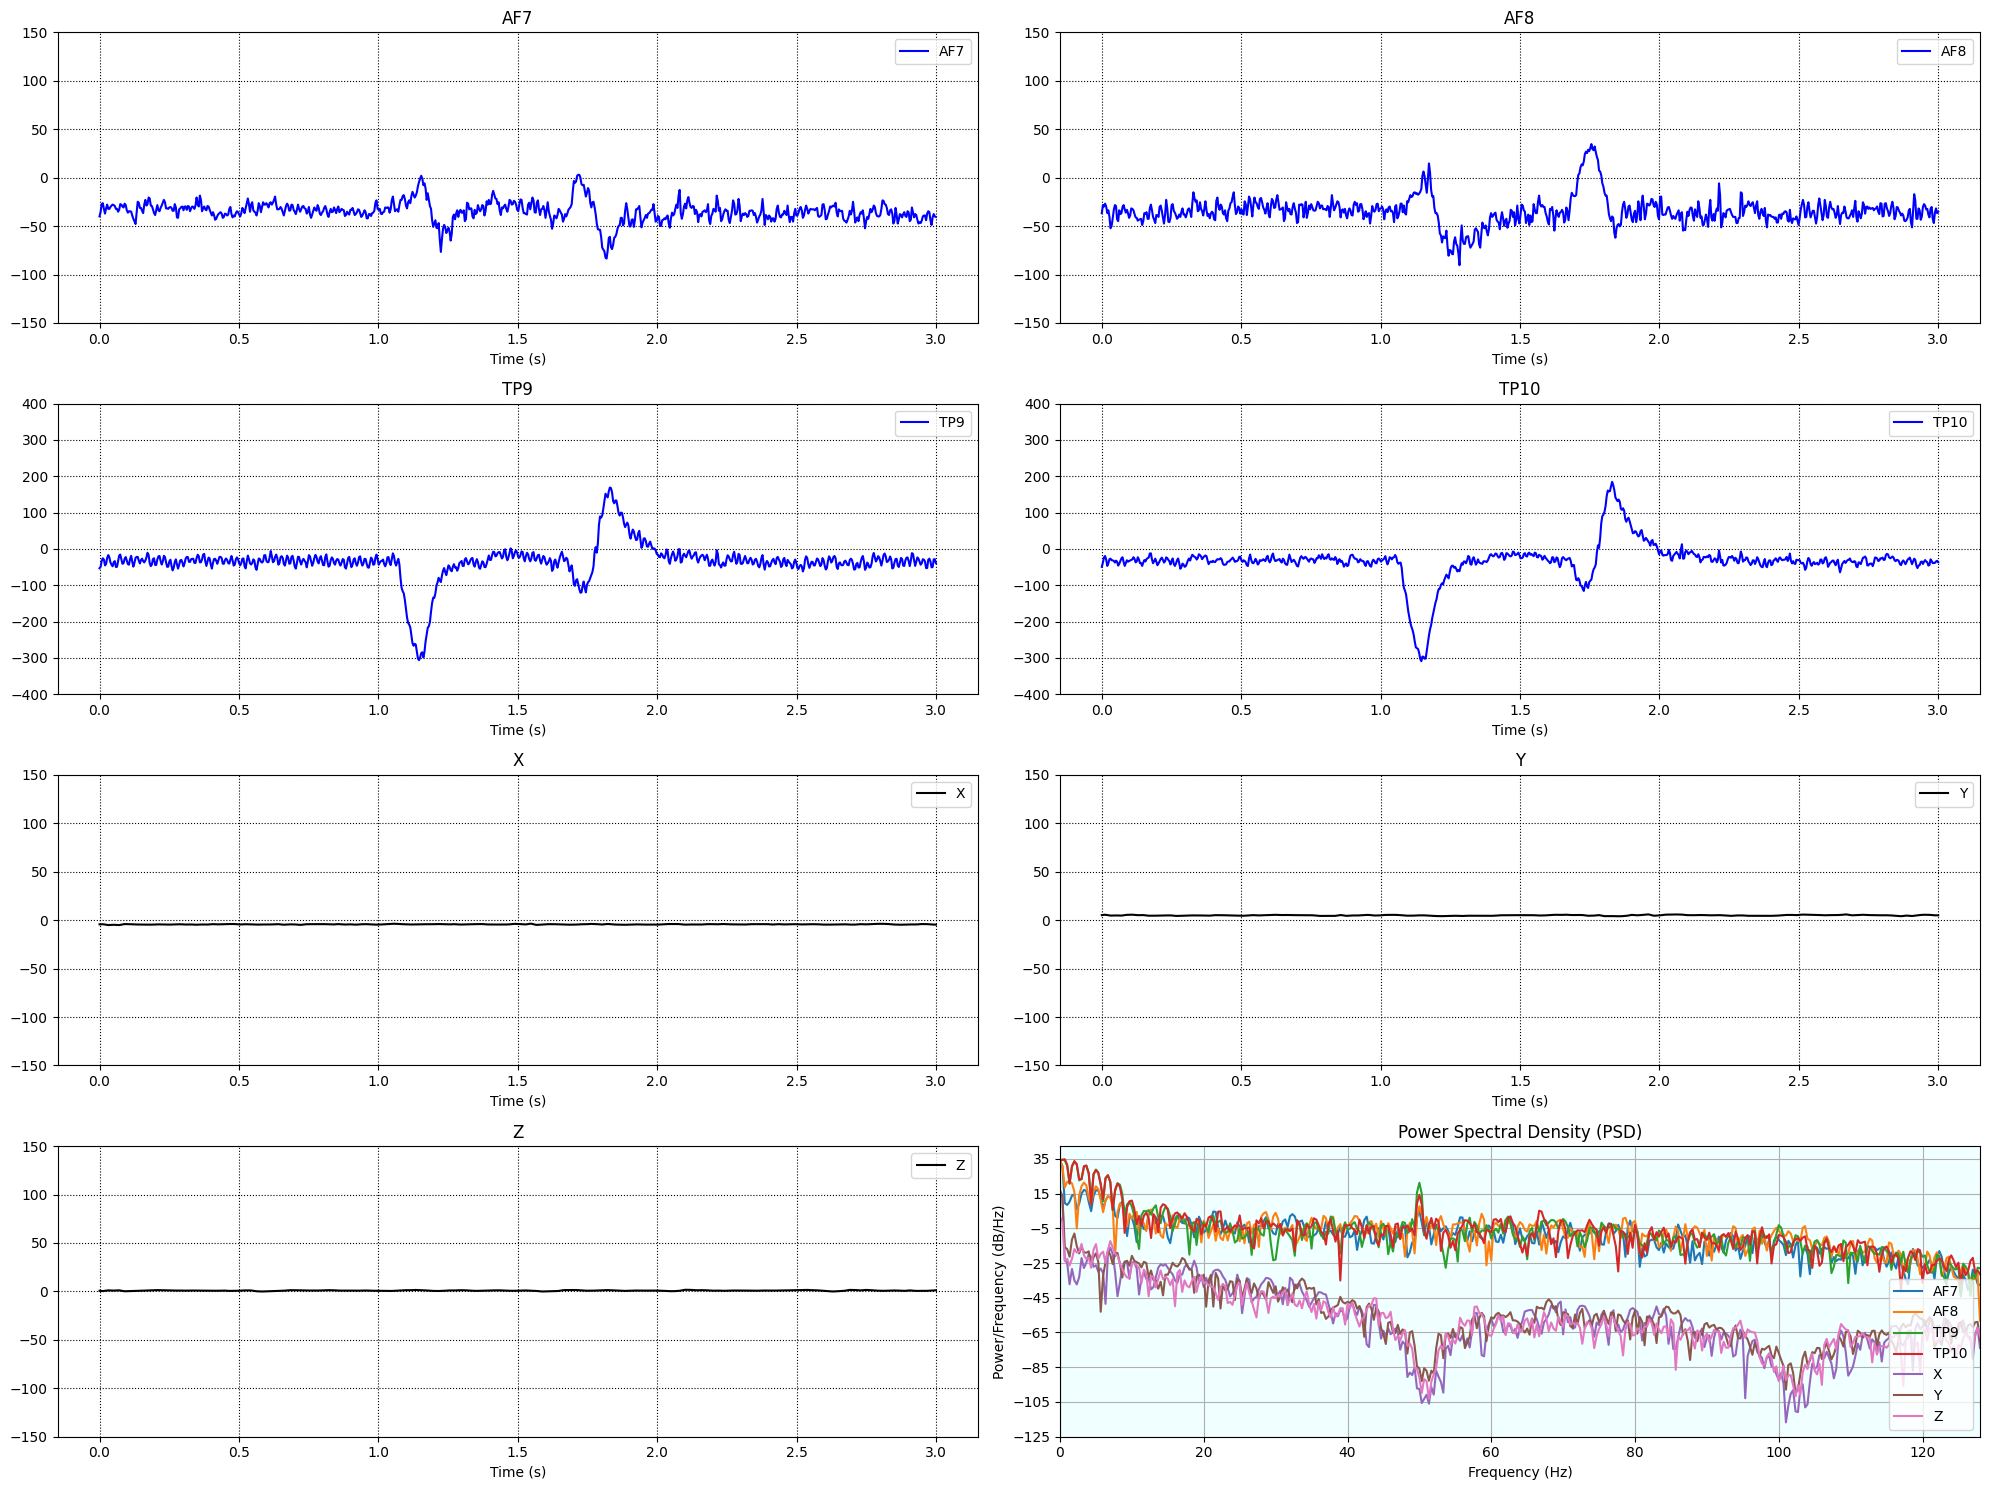 AF7
150
100
50
0
−50
−100
−150
AF7
0.0 0.5 1.0 1.5 2.0 2.5 3.0
Time (s)
AF8
150
100
50
0
−50
−100
−150
AF8
0.0 0.5 1.0 1.5 2.0 2.5 3.0
Time (s)
TP9
400
300
200
100
0
−100
−200
−300
−400
TP9
0.0 0.5 1.0 1.5 2.0 2.5 3.0
Time (s)
TP10
400
300
200
100
0
−100
−200
−300
−400
TP10
0.0 0.5 1.0 1.5 2.0 2.5 3.0
Time (s)
X
150
100
50
0
−50
−100
−150
X
0.0 0.5 1.0 1.5 2.0 2.5 3.0
Time (s)
Y
150
100
50
0
−50
−100
−150
Y
0.0 0.5 1.0 1.5 2.0 2.5 3.0
Time (s)
Z
150
100
50
0
−50
−100
−150
Z
0.0 0.5 1.0 1.5 2.0 2.5 3.0
Time (s)
Power Spectral Density (PSD)
Power/Frequency (dB/Hz)
35
15
−5
−25
−45
−65
−85
−105
−125
AF7
AF8
TP9
TP10
X
Y
Z
0 20 40 60 80 100 120
Frequency (Hz)